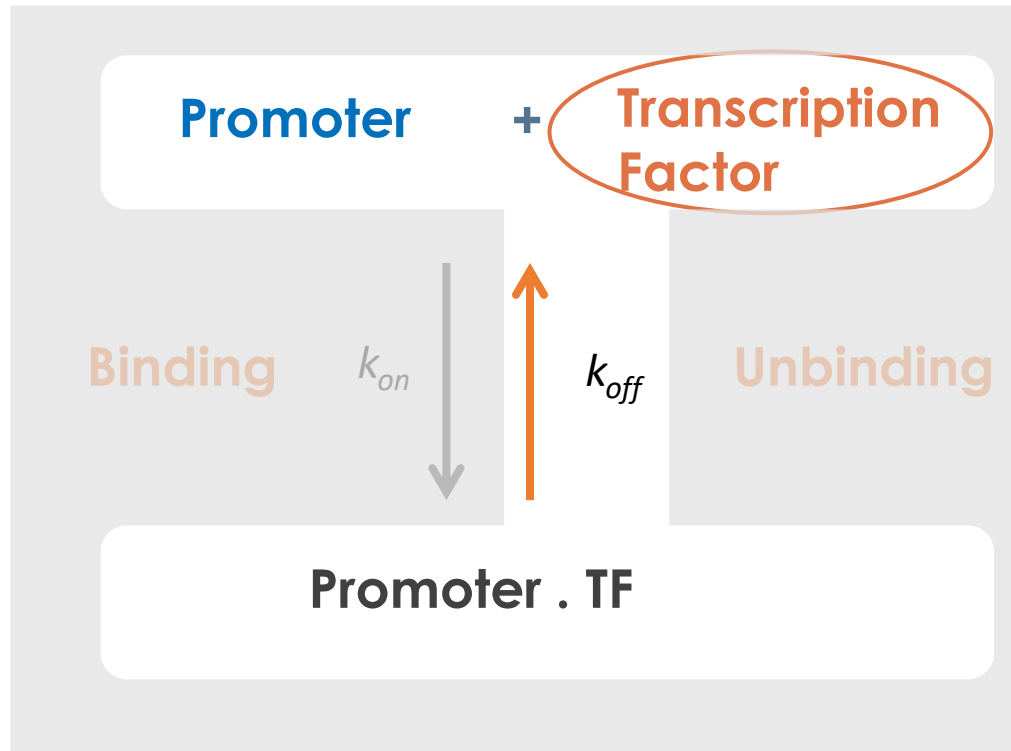 Promoter + Transcription
Factor
Binding k_on k_off Unbinding
Promoter . TF